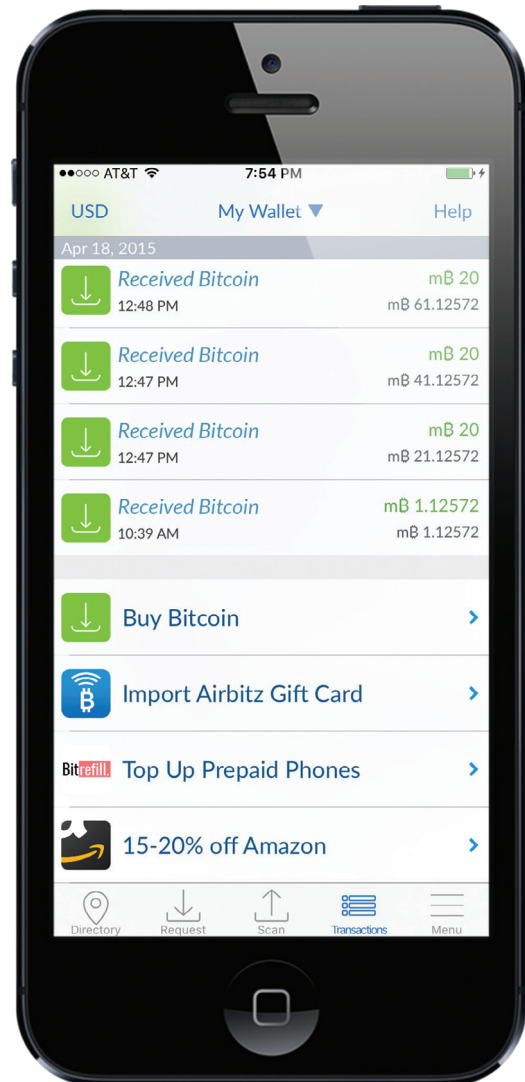 ●●○○○ AT&T 7:54 PM
USD My Wallet ▼ Help
Apr 18, 2015
Received Bitcoin mɃ 20
12:48 PM mɃ 61.12572
Received Bitcoin mɃ 20
12:47 PM mɃ 41.12572
Received Bitcoin mɃ 20
12:47 PM mɃ 21.12572
Received Bitcoin mɃ 1.12572
10:39 AM mɃ 1.12572
Buy Bitcoin >
Import Airbitz Gift Card >
Bitrefill. Top Up Prepaid Phones >
15-20% off Amazon >
Directory Request Scan Transactions Menu